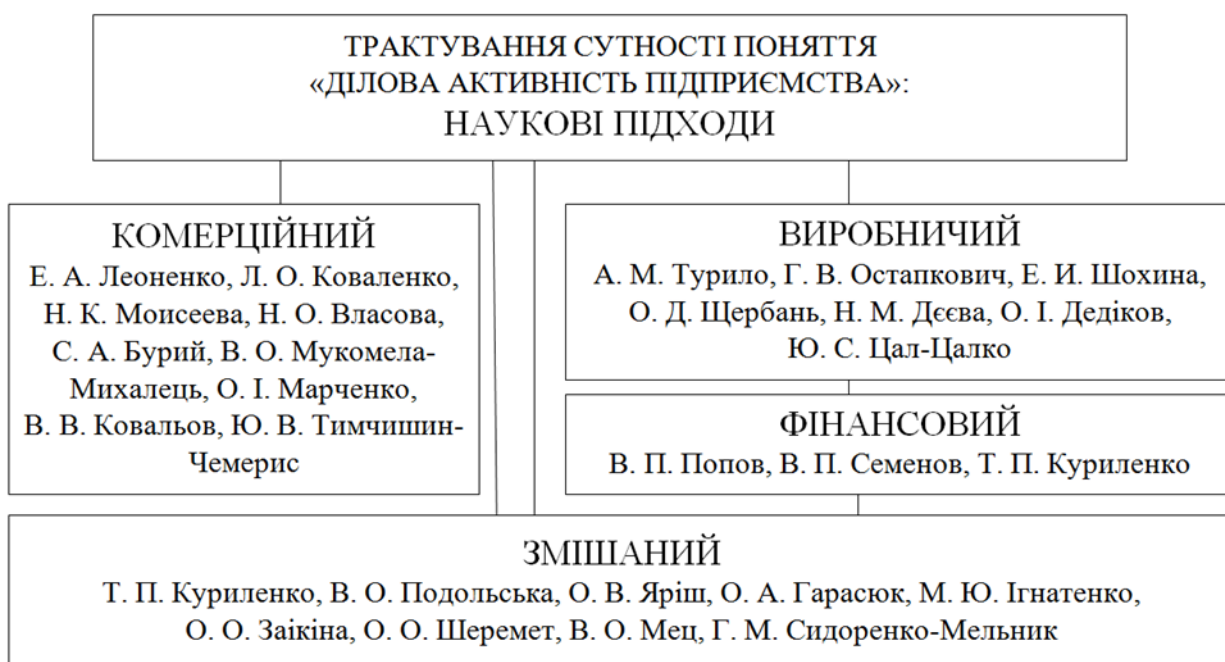 ТРАКТУВАННЯ СУТНОСТІ ПОНЯТТЯ
«ДІЛОВА АКТИВНІСТЬ ПІДПРИЄМСТВА»:
НАУКОВІ ПІДХОДИ
КОМЕРЦІЙНИЙ
Е. А. Леоненко, Л. О. Коваленко,
Н. К. Моисеева, Н. О. Власова,
С. А. Бурий, В. О. Мукомела-
Михалець, О. І. Марченко,
В. В. Ковальов, Ю. В. Тимчишин-
Чемерис
ВИРОБНИЧИЙ
А. М. Турило, Г. В. Остапкович, Е. И. Шохина,
О. Д. Щербань, Н. М. Дєєва, О. І. Дедіков,
Ю. С. Цал-Цалко
ФІНАНСОВИЙ
В. П. Попов, В. П. Семенов, Т. П. Куриленко
ЗМІШАНИЙ
Т. П. Куриленко, В. О. Подольська, О. В. Яріш, О. А. Гарасюк, М. Ю. Ігнатенко,
О. О. Заікіна, О. О. Шеремет, В. О. Мец, Г. М. Сидоренко-Мельник